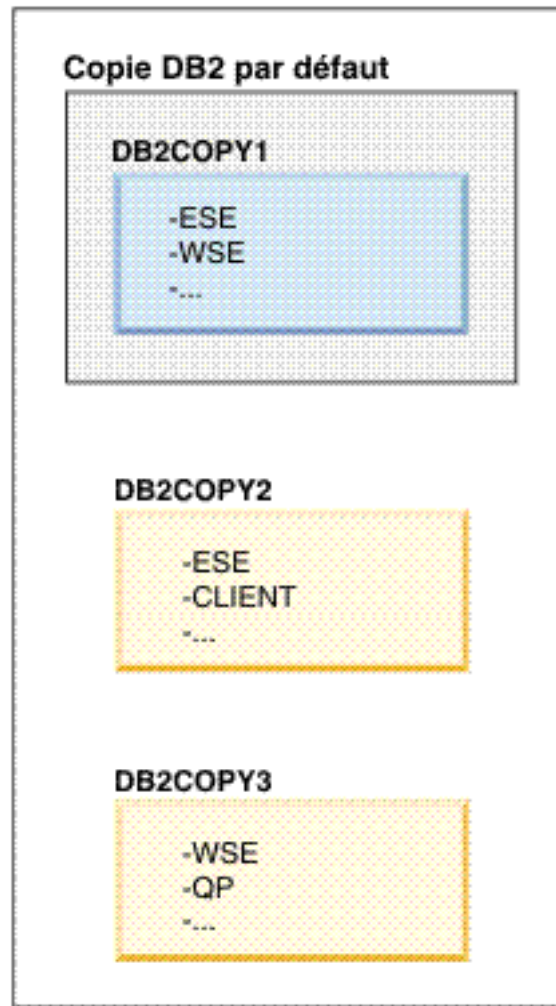 Copie DB2 par défaut
DB2COPY1
-ESE
-WSE
-...
DB2COPY2
-ESE
-CLIENT
-...
DB2COPY3
-WSE
-QP
-...